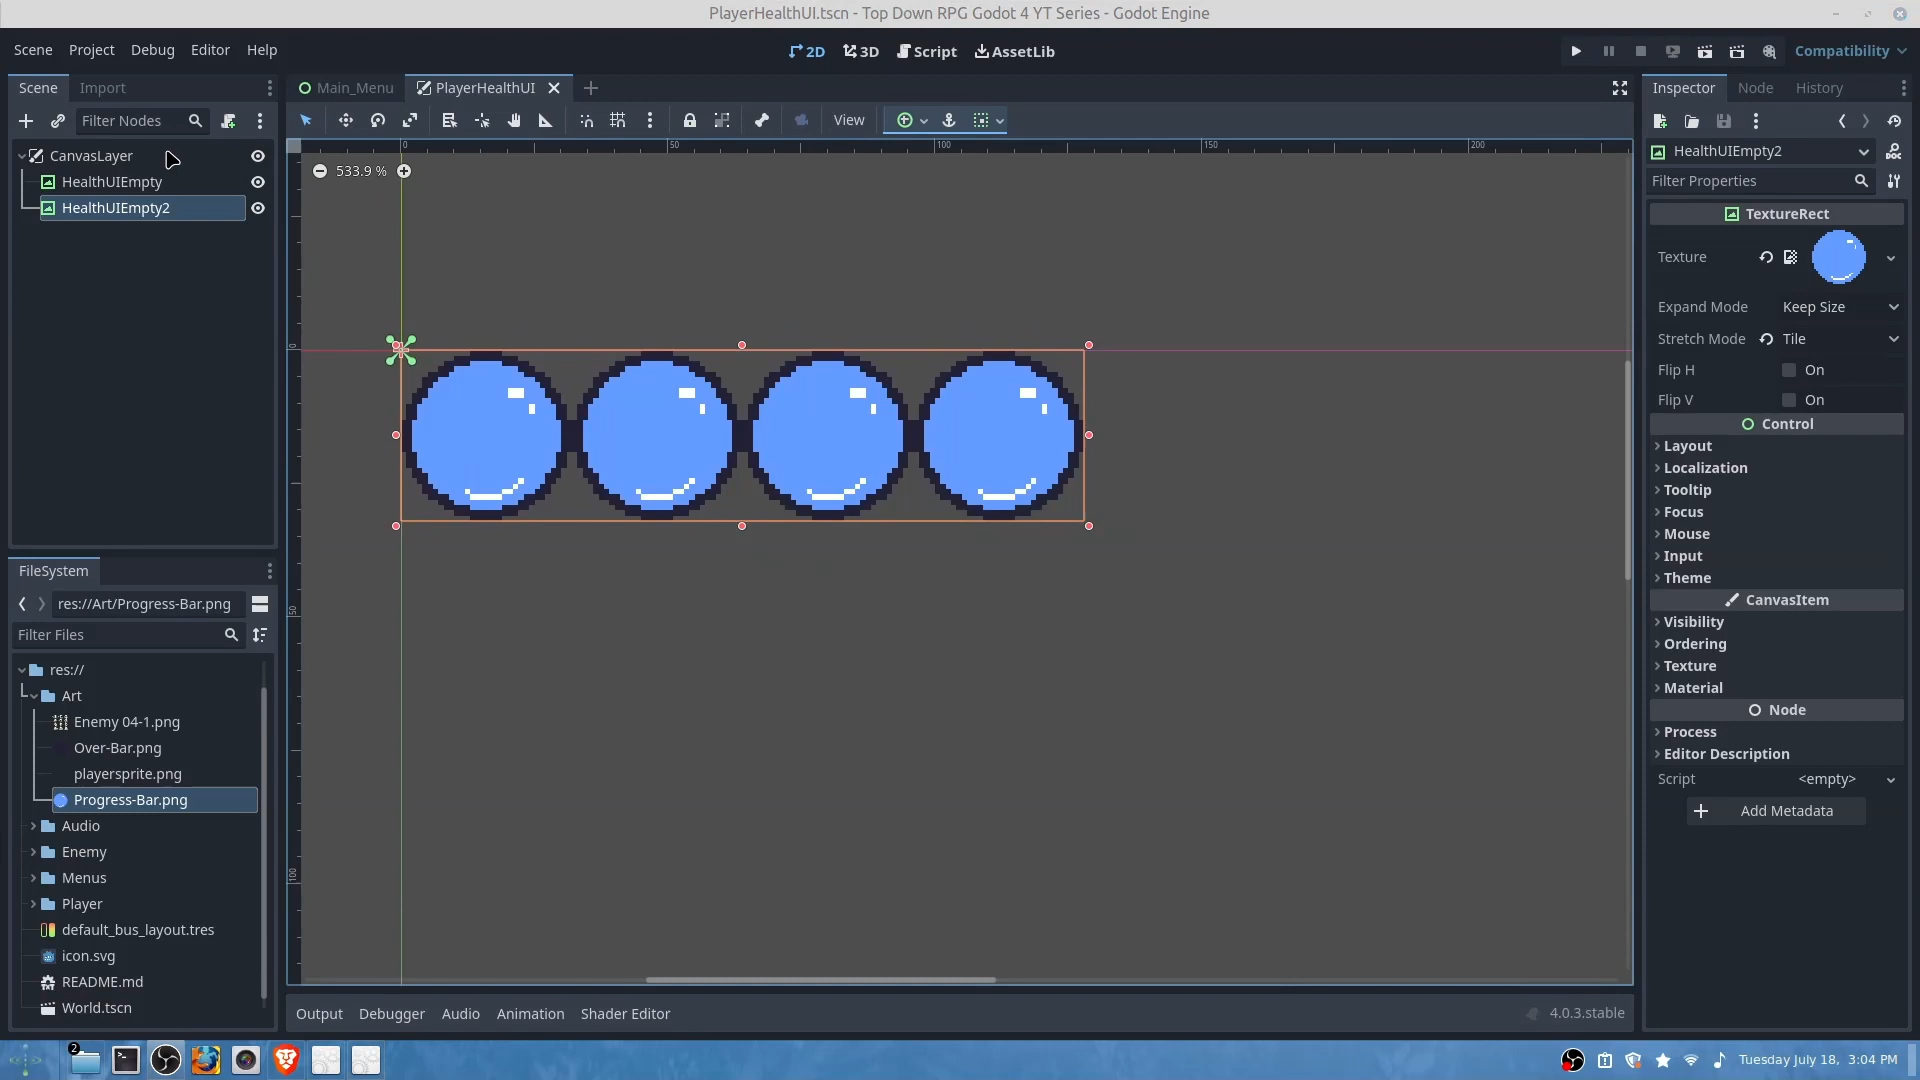 PlayerHealthUI.tscn - Top Down RPG Godot 4 YT Series - Godot Engine
Scene Project Debug Editor Help
2D 3D Script AssetLib
Compatibility
Scene Import
Main_Menu PlayerHealthUI
Inspector Node History
Filter Nodes
View
CanvasLayer
HealthUIEmpty
HealthUIEmpty2
533.9 %
0 50 100 150 200
0
50
100
HealthUIEmpty2
Filter Properties
TextureRect
Texture
Expand Mode Keep Size
Stretch Mode Tile
Flip H On
Flip V On
Control
Layout
Localization
Tooltip
Focus
Mouse
Input
Theme
CanvasItem
Visibility
Ordering
Texture
Material
Node
Process
Editor Description
Script <empty>
Add Metadata
FileSystem
res://Art/Progress-Bar.png
Filter Files
res://
Art
Enemy 04-1.png
Over-Bar.png
playersprite.png
Progress-Bar.png
Audio
Enemy
Menus
Player
default_bus_layout.tres
icon.svg
README.md
World.tscn
Output Debugger Audio Animation Shader Editor
4.0.3.stable
2
Tuesday July 18, 3:04 PM